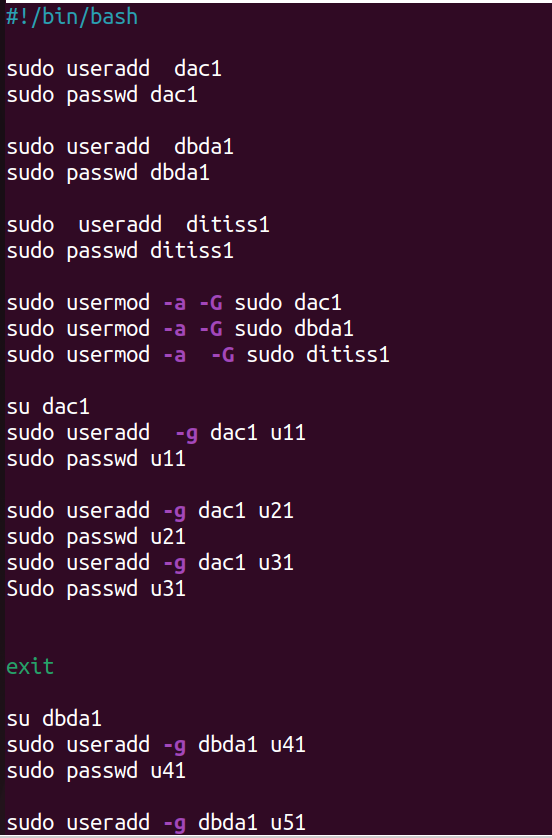 #!/bin/bash
sudo useradd  dac1
sudo passwd dac1
sudo useradd  dbda1
sudo passwd dbda1
sudo  useradd  ditiss1
sudo passwd ditiss1
sudo usermod -a -G sudo dac1
sudo usermod -a -G sudo dbda1
sudo usermod -a  -G sudo ditiss1
su dac1
sudo useradd  -g dac1 u11
sudo passwd u11
sudo useradd -g dac1 u21
sudo passwd u21
sudo useradd -g dac1 u31
Sudo passwd u31
exit
su dbda1
sudo useradd -g dbda1 u41
sudo passwd u41
sudo useradd -g dbda1 u51